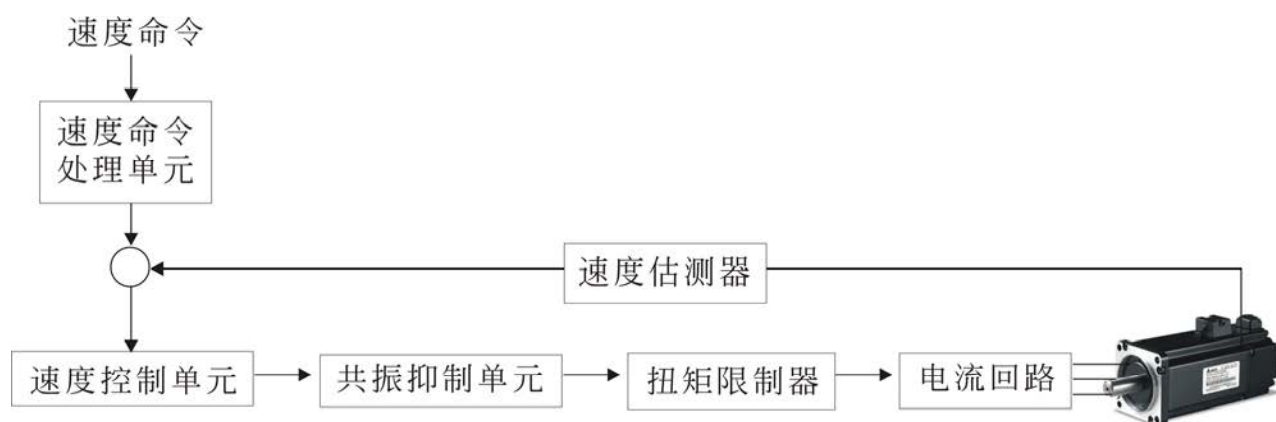 速度命令
速度命令
处理单元
速度估测器
速度控制单元
共振抑制单元
扭矩限制器
电流回路